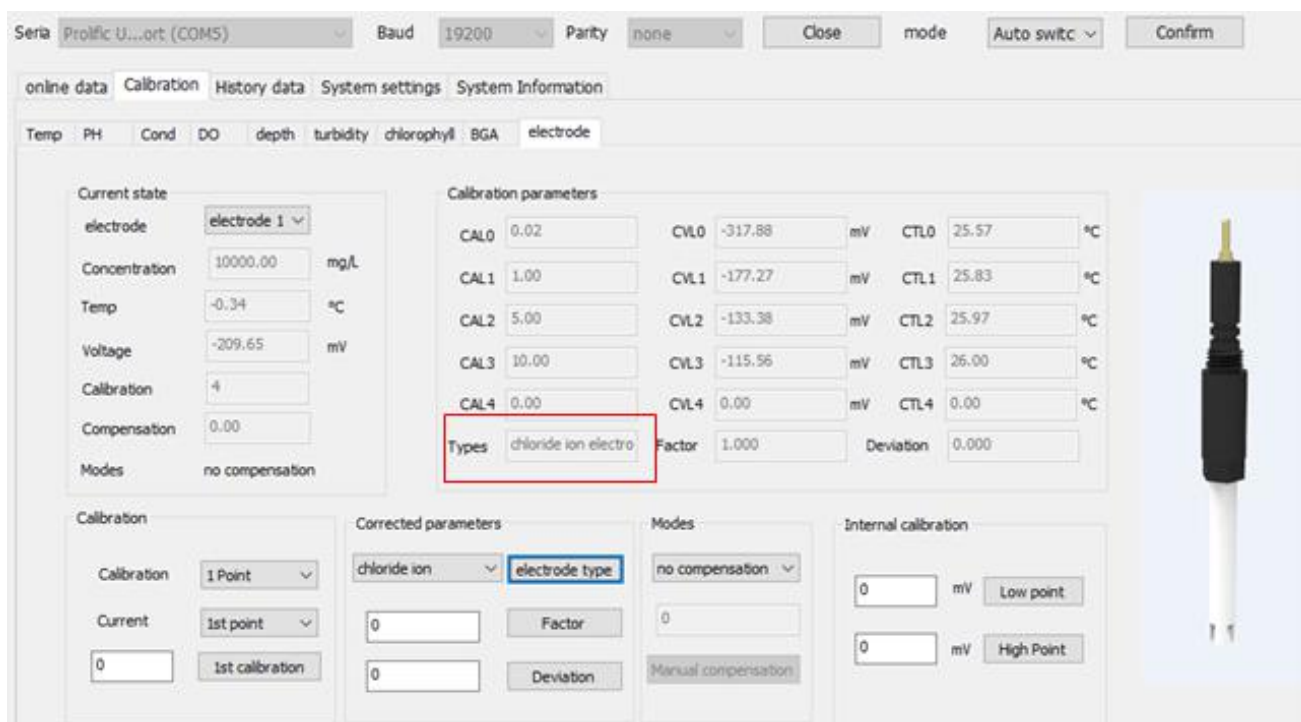 Seria Prolific U...ort (COM5) Baud 19200 Parity none Close mode Auto switc Confirm
online data Calibration History data System settings System Information
Temp PH Cond DO depth turbidity chlorophyll BGA electrode
Current state
electrode electrode 1
Concentration 10000.00 mg/L
Temp -0.34 ℃
Voltage -209.65 mV
Calibration 4
Compensation 0.00
Modes no compensation
Calibration parameters
CAL0 0.02 CVL0 -317.88 mV CTL0 25.57 ℃
CAL1 1.00 CVL1 -177.27 mV CTL1 25.83 ℃
CAL2 5.00 CVL2 -133.38 mV CTL2 25.97 ℃
CAL3 10.00 CVL3 -115.56 mV CTL3 26.00 ℃
CAL4 0.00 CVL4 0.00 mV CTL4 0.00 ℃
Types chloride ion electro Factor 1.000 Deviation 0.000
Calibration
Calibration 1 Point
Current 1st point
0 1st calibration
Corrected parameters
chloride ion electrode type
0 Factor
0 Deviation
Modes
no compensation
0
Manual compensation
Internal calibration
0 mV Low point
0 mV High Point